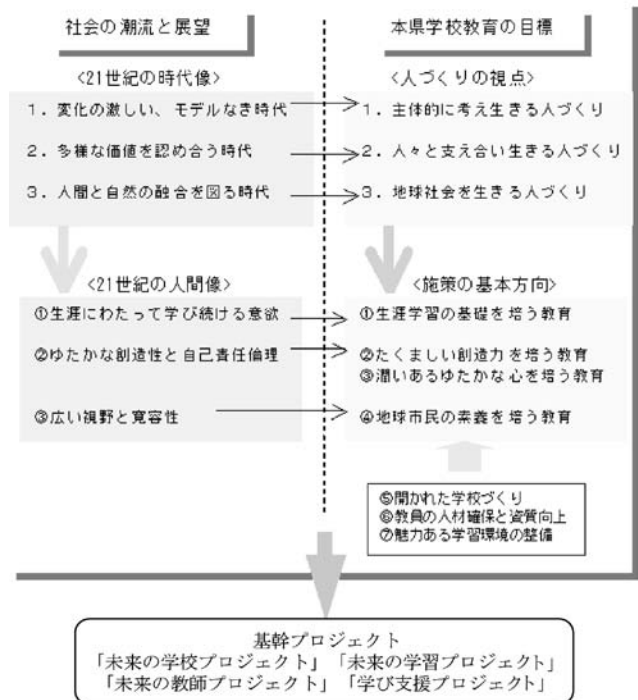 社会の潮流と展望
本県学校教育の目標
<21世紀の時代像>
1．変化の激しい、モデルなき時代
2．多様な価値を認め合う時代
3．人間と自然の融合を図る時代
<人づくりの視点>
1．主体的に考え生きる人づくり
2．人々と支え合い生きる人づくり
3．地球社会を生きる人づくり
<21世紀の人間像>
①生涯にわたって学び続ける意欲
②ゆたかな創造性と自己責任倫理
③広い視野と寛容性
<施策の基本方向>
①生涯学習の基礎を培う教育
②たくましい創造力を培う教育
③潤いあるゆたかな心を培う教育
④地球市民の素養を培う教育
⑤開かれた学校づくり
⑥教員の人材確保と資質向上
⑦魅力ある学習環境の整備
基幹プロジェクト
「未来の学校プロジェクト」「未来の学習プロジェクト」
「未来の教師プロジェクト」「学び支援プロジェクト」